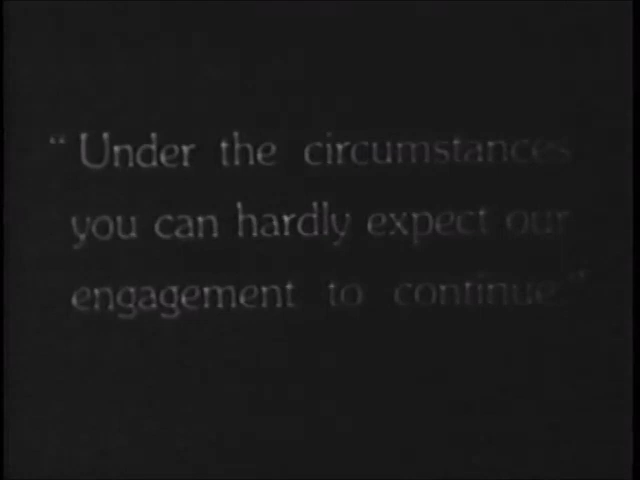 “Under the circumstances
you can hardly expect our
engagement to continue.”